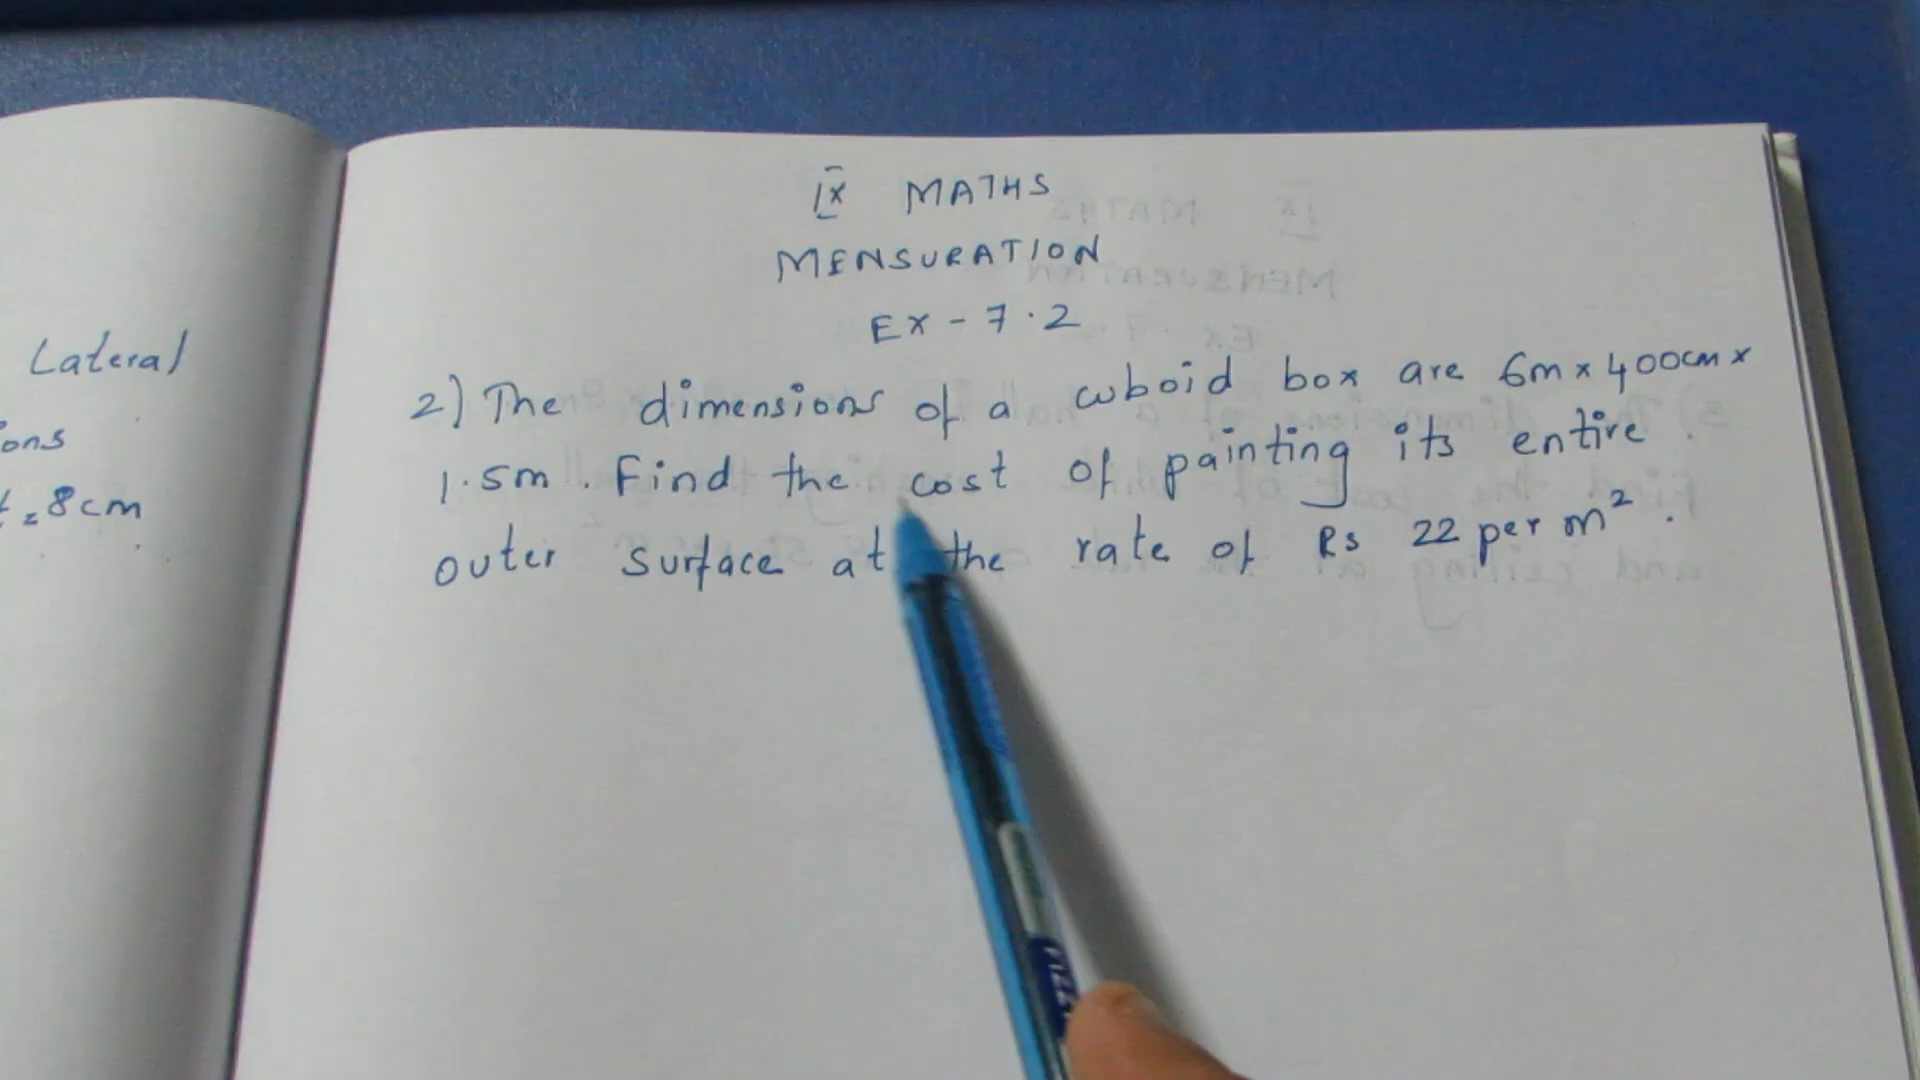 Lateral
ons
= 8cm
IX MATHS
MENSURATION
EX - 7.2
2) The dimensions of a cuboid box are 6m x 400cm x
1.5m. Find the cost of painting its entire
outer surface at the rate of Rs 22 per m².